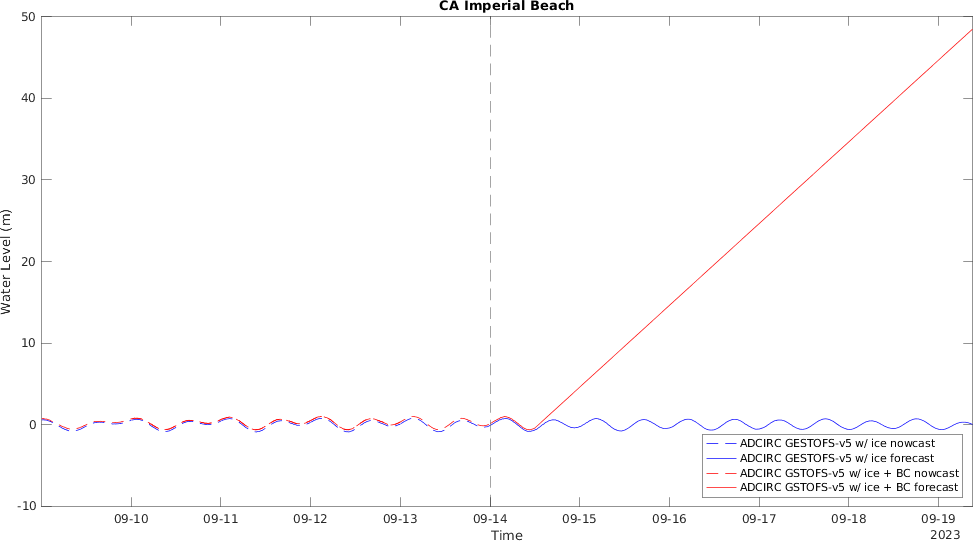 CA Imperial Beach
50
40
30
20
10
0
-10
Water Level (m)
09-10 09-11 09-12 09-13 09-14 09-15 09-16 09-17 09-18 09-19
2023
Time
ADCIRC GESTOFS-v5 w/ ice nowcast
ADCIRC GESTOFS-v5 w/ ice forecast
ADCIRC GSTOFS-v5 w/ ice + BC nowcast
ADCIRC GSTOFS-v5 w/ ice + BC forecast